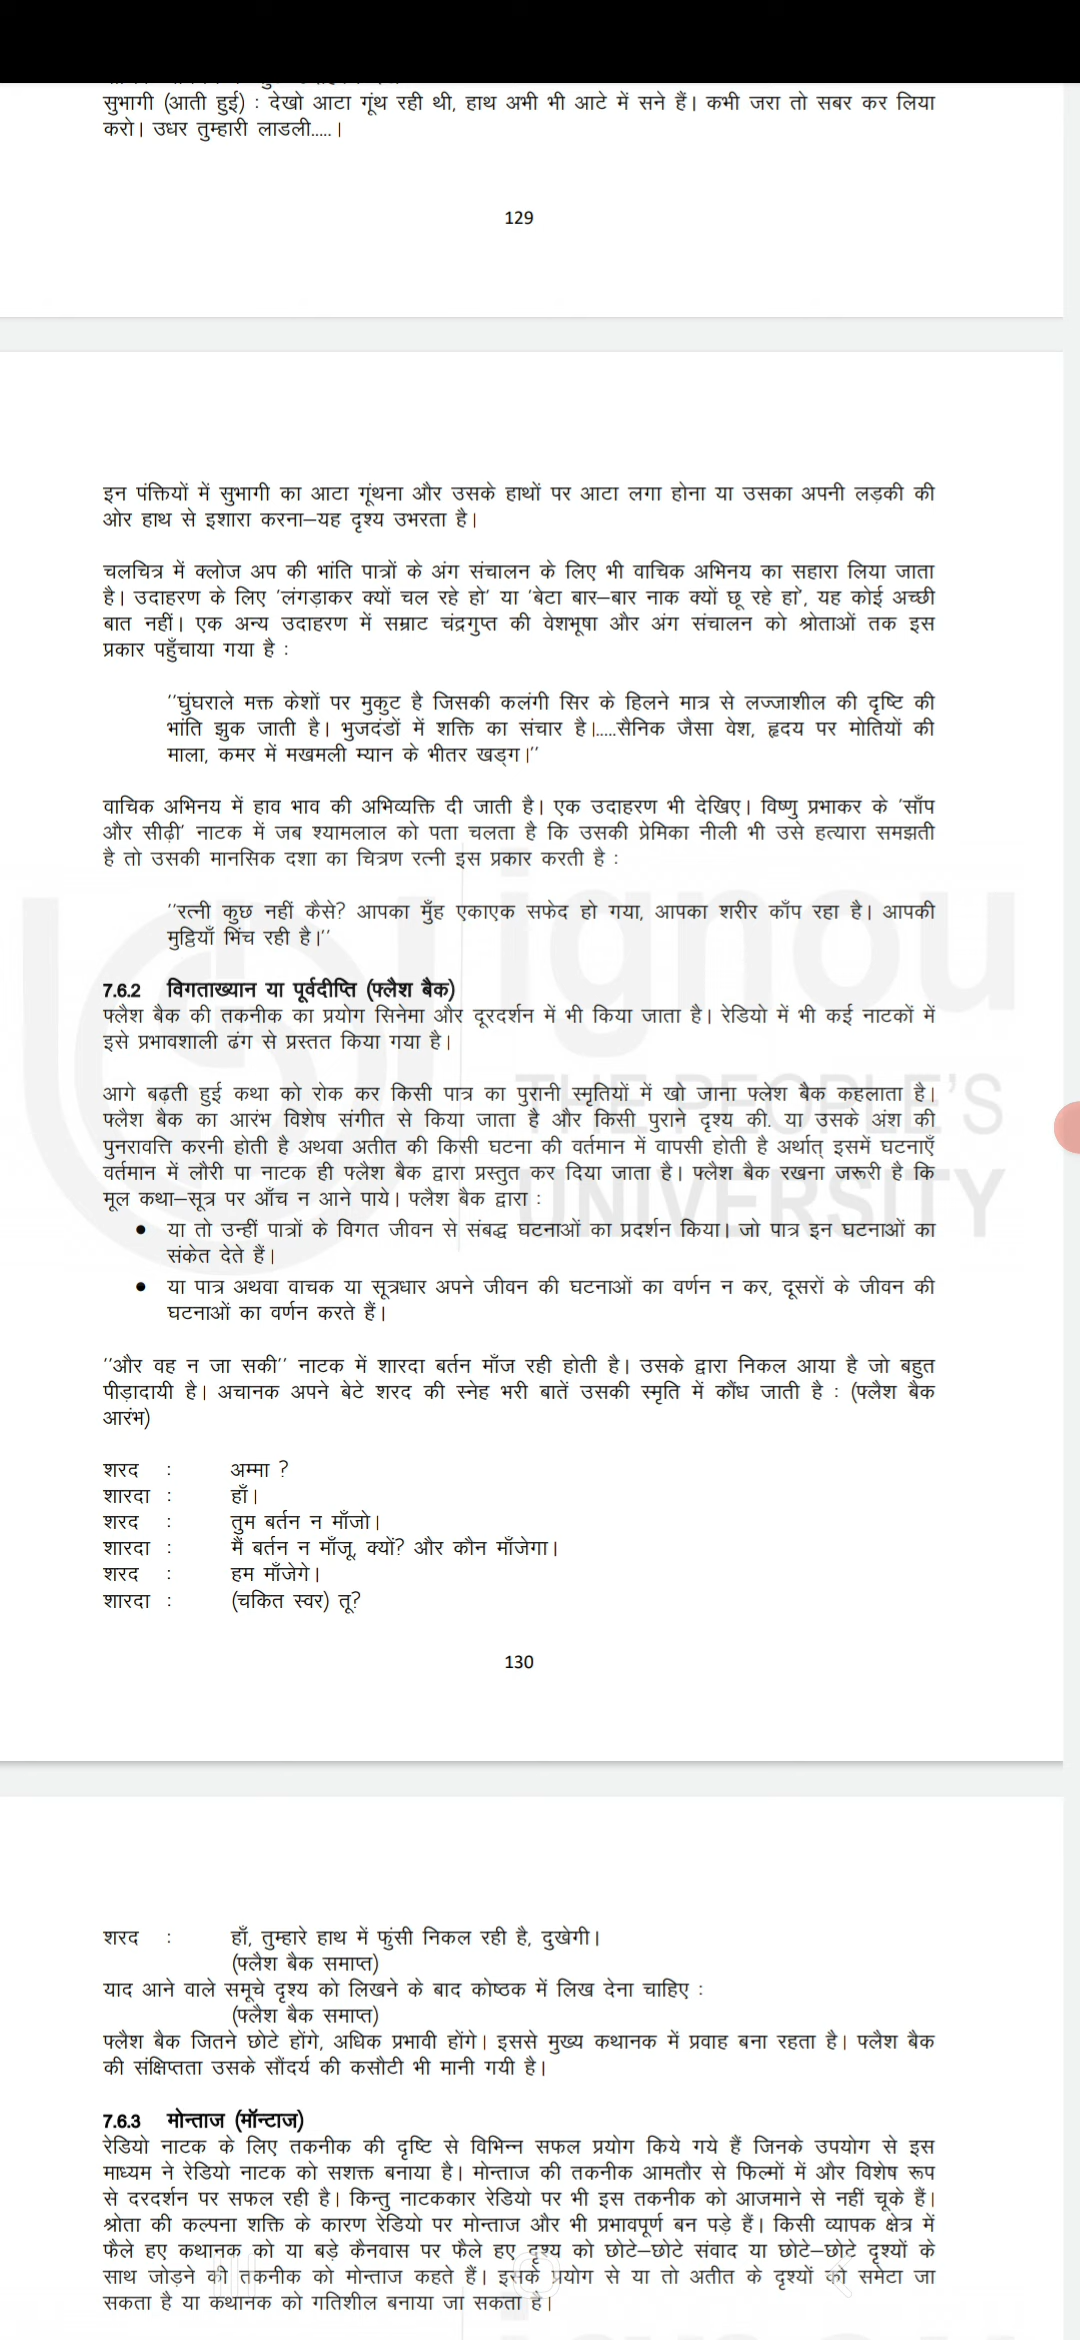 सुभागी (आती हुई) : देखो आटा गूंथ रही थी, हाथ अभी भी आटे में सने हैं। कभी जरा तो सबर कर लिया
करो। उधर तुम्हारी लाडली.....।
129
इन पंक्तियों में सुभागी का आटा गूंथना और उसके हाथों पर आटा लगा होना या उसका अपनी लड़की की
ओर हाथ से इशारा करना–यह दृश्य उभरता है।
चलचित्र में क्लोज अप की भांति पात्रों के अंग संचालन के लिए भी वाचिक अभिनय का सहारा लिया जाता
है। उदाहरण के लिए 'लंगड़ाकर क्यों चल रहे हो' या 'बेटा बार–बार नाक क्यों छू रहे हो', यह कोई अच्छी
बात नहीं। एक अन्य उदाहरण में सम्राट चंद्रगुप्त की वेशभूषा और अंग संचालन को श्रोताओं तक इस
प्रकार पहुँचाया गया है :
''घुंघराले मक्त केशों पर मुकुट है जिसकी कलंगी सिर के हिलने मात्र से लज्जाशील की दृष्टि की
भांति झुक जाती है। भुजदंडों में शक्ति का संचार है।.....सैनिक जैसा वेश, हृदय पर मोतियों की
माला, कमर में मखमली म्यान के भीतर खड्ग।''
वाचिक अभिनय में हाव भाव की अभिव्यक्ति दी जाती है। एक उदाहरण भी देखिए। विष्णु प्रभाकर के 'साँप
और सीढ़ी' नाटक में जब श्यामलाल को पता चलता है कि उसकी प्रेमिका नीली भी उसे हत्यारा समझती
है तो उसकी मानसिक दशा का चित्रण रत्नी इस प्रकार करती है :
''रत्नी कुछ नहीं कैसे? आपका मुँह एकाएक सफेद हो गया, आपका शरीर काँप रहा है। आपकी
मुट्ठियाँ भिंच रही है।''
7.6.2 विगताख्यान या पूर्वदीप्ति (फ्लैश बैक)
फ्लैश बैक की तकनीक का प्रयोग सिनेमा और दूरदर्शन में भी किया जाता है। रेडियो में भी कई नाटकों में
इसे प्रभावशाली ढंग से प्रस्तत किया गया है।
आगे बढ़ती हुई कथा को रोक कर किसी पात्र का पुरानी स्मृतियों में खो जाना फ्लेश बैक कहलाता है।
फ्लैश बैक का आरंभ विशेष संगीत से किया जाता है और किसी पुराने दृश्य की. या उसके अंश की
पुनरावत्ति करनी होती है अथवा अतीत की किसी घटना की वर्तमान में वापसी होती है अर्थात् इसमें घटनाएँ
वर्तमान में लौरी पा नाटक ही फ्लैश बैक द्वारा प्रस्तुत कर दिया जाता है। फ्लैश बैक रखना जरूरी है कि
मूल कथा–सूत्र पर आँच न आने पाये। फ्लैश बैक द्वारा :
• या तो उन्हीं पात्रों के विगत जीवन से संबद्ध घटनाओं का प्रदर्शन किया। जो पात्र इन घटनाओं का
संकेत देते हैं।
• या पात्र अथवा वाचक या सूत्रधार अपने जीवन की घटनाओं का वर्णन न कर, दूसरों के जीवन की
घटनाओं का वर्णन करते हैं।
''और वह न जा सकी'' नाटक में शारदा बर्तन माँज रही होती है। उसके द्वारा निकल आया है जो बहुत
पीड़ादायी है। अचानक अपने बेटे शरद की स्नेह भरी बातें उसकी स्मृति में कौंध जाती है : (फ्लैश बैक
आरंभ)
शरद : अम्मा ?
शारदा : हाँ।
शरद : तुम बर्तन न माँजो।
शारदा : मैं बर्तन न माँजू, क्यों? और कौन माँजेगा।
शरद : हम माँजेगे।
शारदा : (चकित स्वर) तू?
130
शरद : हाँ, तुम्हारे हाथ में फुंसी निकल रही है, दुखेगी।
(फ्लैश बैक समाप्त)
याद आने वाले समूचे दृश्य को लिखने के बाद कोष्ठक में लिख देना चाहिए :
(फ्लैश बैक समाप्त)
फ्लैश बैक जितने छोटे होंगे, अधिक प्रभावी होंगे। इससे मुख्य कथानक में प्रवाह बना रहता है। फ्लैश बैक
की संक्षिप्तता उसके सौंदर्य की कसौटी भी मानी गयी है।
7.6.3 मोन्ताज (मॉन्टाज)
रेडियो नाटक के लिए तकनीक की दृष्टि से विभिन्न सफल प्रयोग किये गये हैं जिनके उपयोग से इस
माध्यम ने रेडियो नाटक को सशक्त बनाया है। मोन्ताज की तकनीक आमतौर से फिल्मों में और विशेष रूप
से दरदर्शन पर सफल रही है। किन्तु नाटककार रेडियो पर भी इस तकनीक को आजमाने से नहीं चूके हैं।
श्रोता की कल्पना शक्ति के कारण रेडियो पर मोन्ताज और भी प्रभावपूर्ण बन पड़े हैं। किसी व्यापक क्षेत्र में
फैले हए कथानक को या बड़े कैनवास पर फैले हए दृश्य को छोटे–छोटे संवाद या छोटे–छोटे दृश्यों के
साथ जोड़ने की तकनीक को मोन्ताज कहते हैं। इसके प्रयोग से या तो अतीत के दृश्यों को समेटा जा
सकता है या कथानक को गतिशील बनाया जा सकता है।
ignou
THE PEOPLE'S
UNIVERSITY